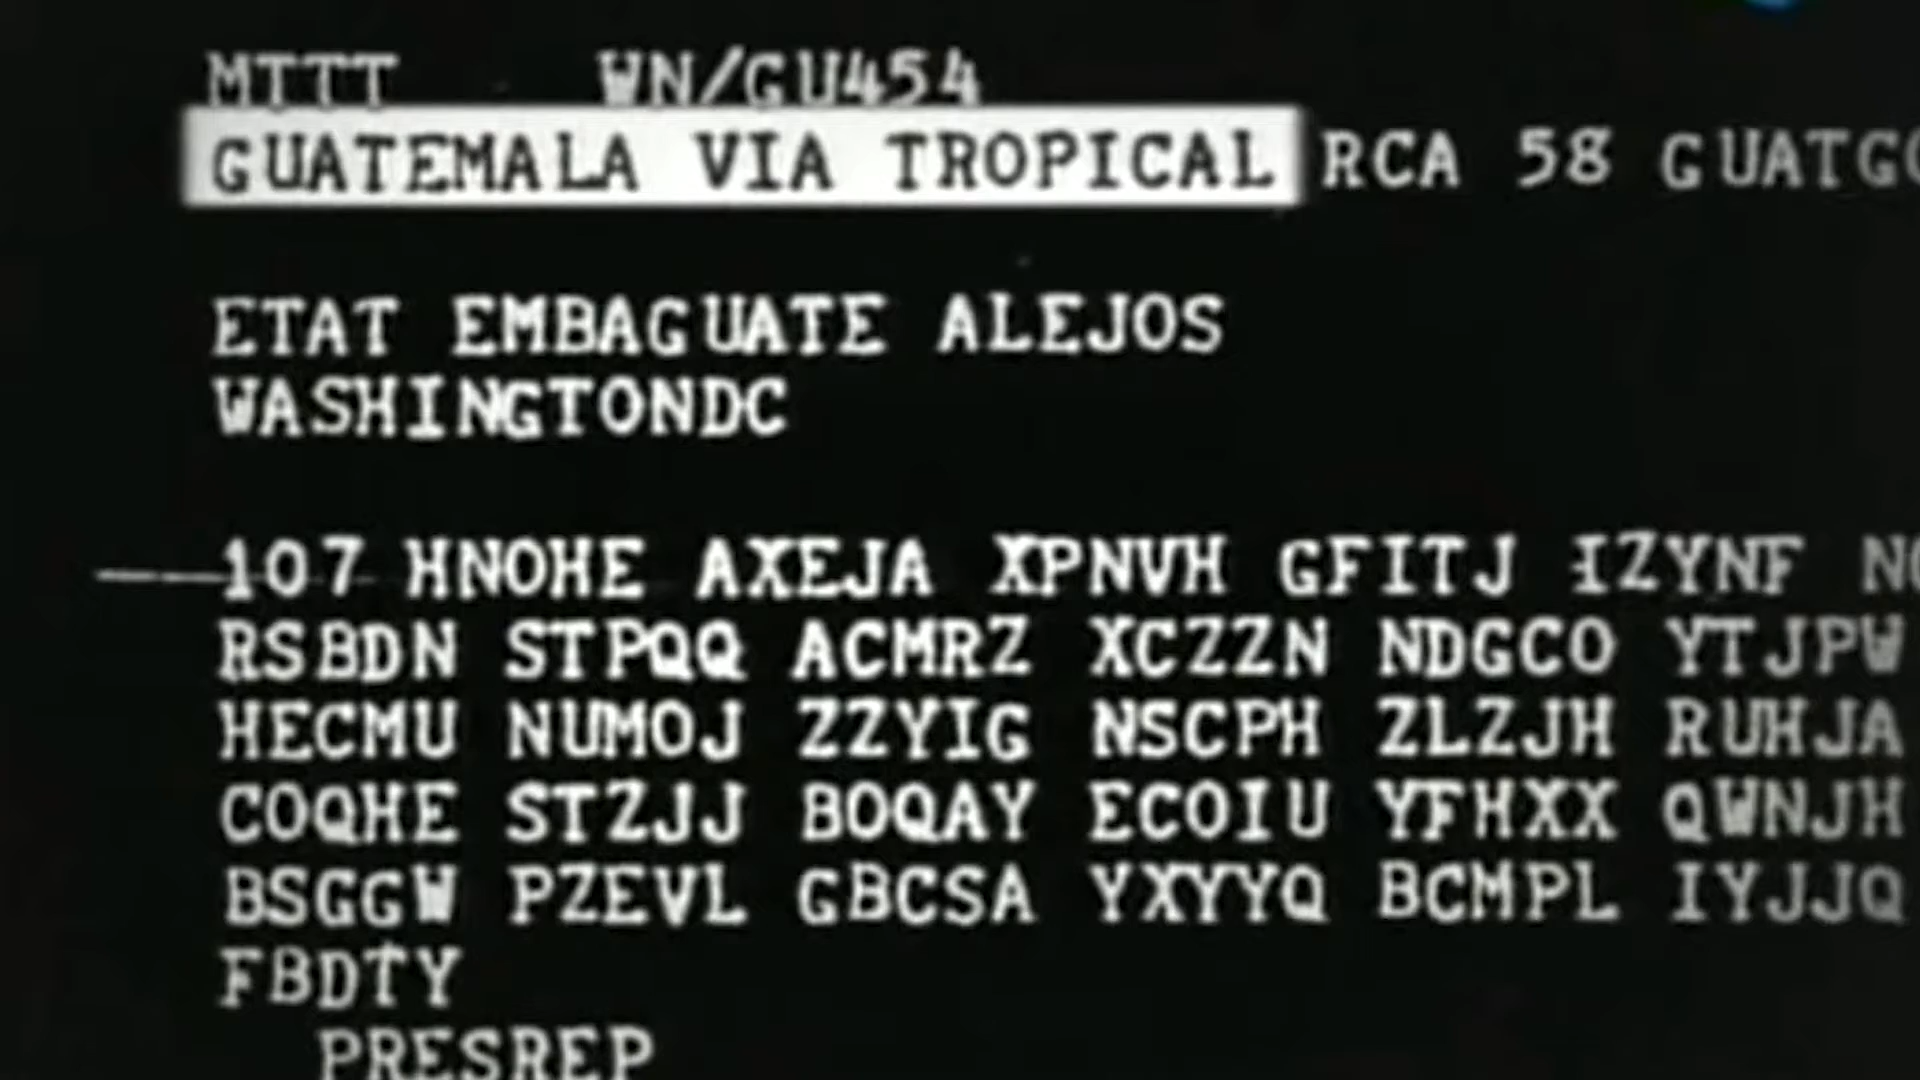 MTTT WN/GU454
GUATEMALA VIA TROPICAL RCA 58
ETAT EMBAGUATE ALEJOS
WASHINGTONDC
107 HNOHE AXEJA XPNVH GFITJ IZYNF
RSBDN STPQQ ACMRZ XCZZN NDGCO YTJPW
HECMU NUMOJ ZZYIG NSCPH ZLZJH RUHJA
COQHE STZJJ BOQAY ECOIU YFHXX QWNJH
BSGGW PZEVL GBCSA YXYYQ BCMPL IYJJQ
FBDTY
PRESREP